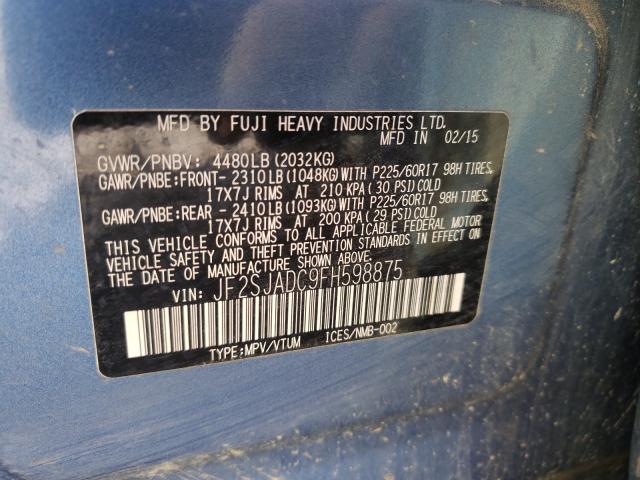 MFD BY FUJI HEAVY INDUSTRIES LTD.
MFD IN 02/15
GVWR/PNBV: 4480LB (2032KG)
GAWR/PNBE:FRONT- 2310LB (1048KG) WITH P225/60R17 98H TIRES,
17X7J RIMS AT 210 KPA ( 30 PSI) COLD
GAWR/PNBE:REAR - 2410LB (1093KG) WITH P225/60R17 98H TIRES,
17X7J RIMS AT 200 KPA ( 29 PSI) COLD
THIS VEHICLE CONFORMS TO ALL APPLICABLE FEDERAL MOTOR
VEHICLE SAFETY AND THEFT PREVENTION STANDARDS IN EFFECT ON
THE DATE OF MANUFACTURE SHOWN ABOVE.
VIN: JF2SJADC9FH598875
TYPE:MPV/VTUM ICES/NMB-002